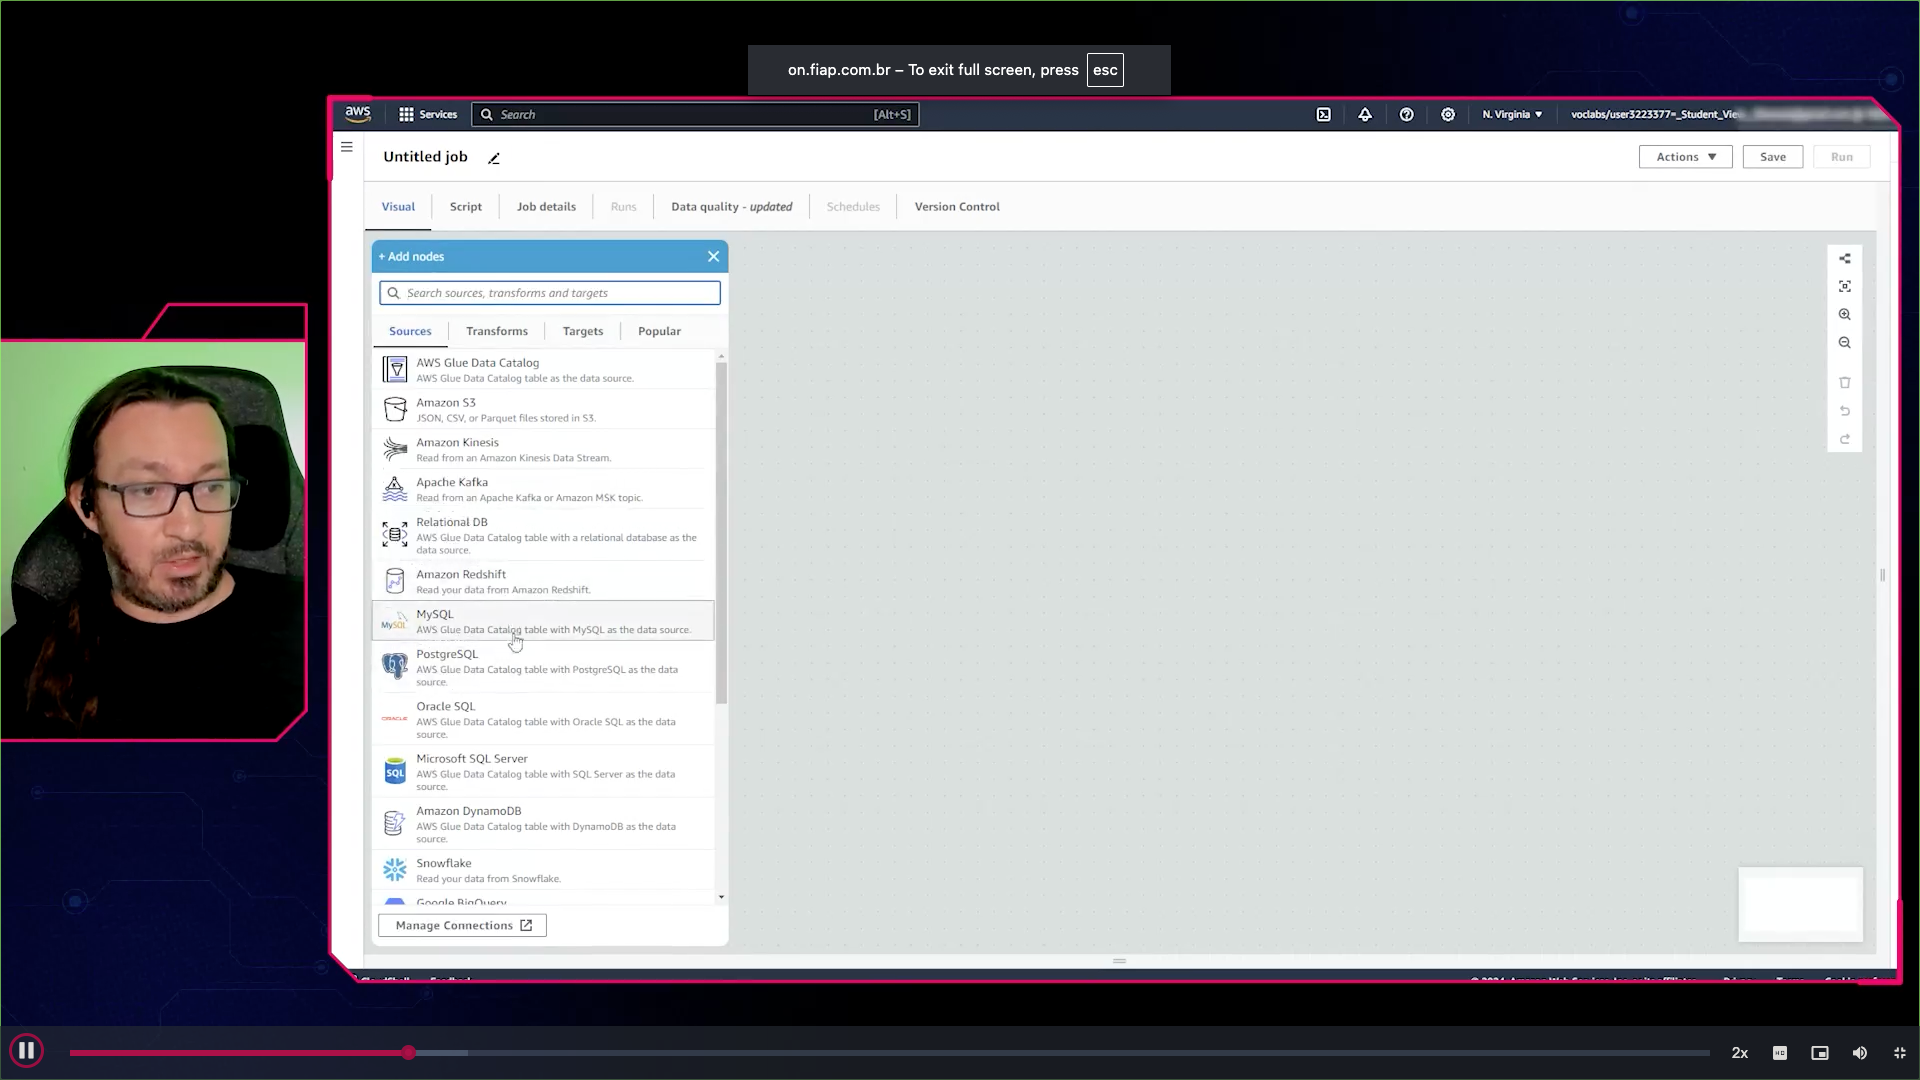 on.fiap.com.br – To exit full screen, press esc
aws Services Search [Alt+S] N. Virginia ▼ voclabs/user3223377=_Student_Vie
Untitled job
Actions ▼ Save Run
Visual Script Job details Runs Data quality - updated Schedules Version Control
+ Add nodes
Search sources, transforms and targets
Sources Transforms Targets Popular
AWS Glue Data Catalog
AWS Glue Data Catalog table as the data source.
Amazon S3
JSON, CSV, or Parquet files stored in S3.
Amazon Kinesis
Read from an Amazon Kinesis Data Stream.
Apache Kafka
Read from an Apache Kafka or Amazon MSK topic.
Relational DB
AWS Glue Data Catalog table with a relational database as the
data source.
Amazon Redshift
Read your data from Amazon Redshift.
MySQL
MySQL AWS Glue Data Catalog table with MySQL as the data source.
PostgreSQL
AWS Glue Data Catalog table with PostgreSQL as the data
source.
Oracle SQL
ORACLE AWS Glue Data Catalog table with Oracle SQL as the data
source.
Microsoft SQL Server
SQL AWS Glue Data Catalog table with SQL Server as the data
source.
Amazon DynamoDB
AWS Glue Data Catalog table with DynamoDB as the data
source.
Snowflake
Read your data from Snowflake.
Google BigQuery
Manage Connections
2x HD